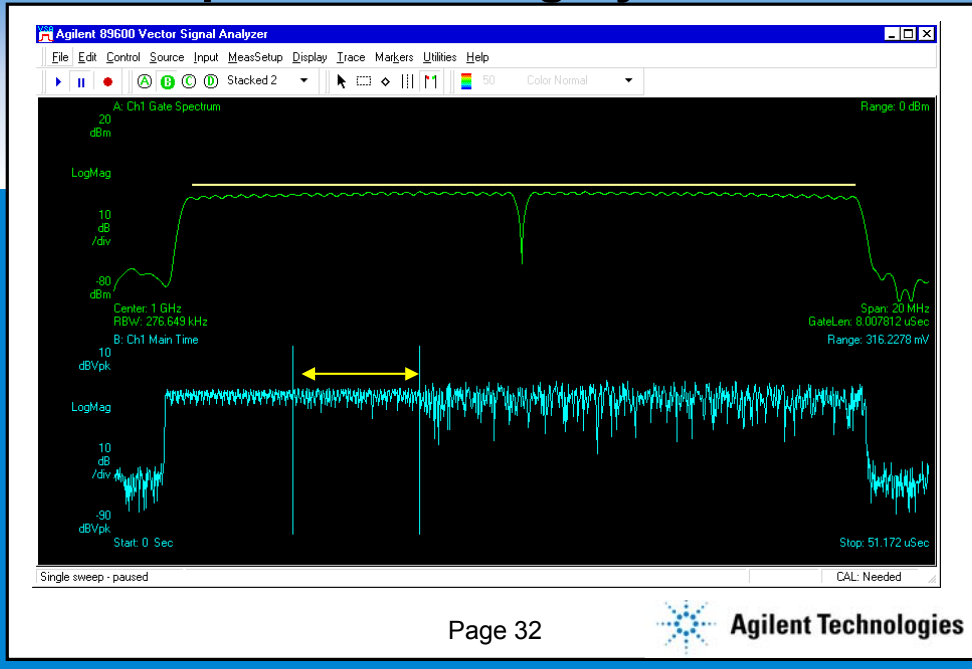 Agilent 89600 Vector Signal Analyzer
File Edit Control Source Input MeasSetup Display Trace Markers Utilities Help
A B C D Stacked 2 50 Color Normal
A: Ch1 Gate Spectrum Range: 0 dBm
20
dBm
LogMag
10
dB
/div
-80
dBm
Center: 1 GHz Span: 20 MHz
RBW: 276.649 kHz GateLen: 8.007812 uSec
B: Ch1 Main Time Range: 316.2278 mV
10
dBVpk
LogMag
10
dB
/div
-90
dBVpk
Start: 0 Sec Stop: 51.172 uSec
Single sweep - paused CAL: Needed
Page 32
Agilent Technologies